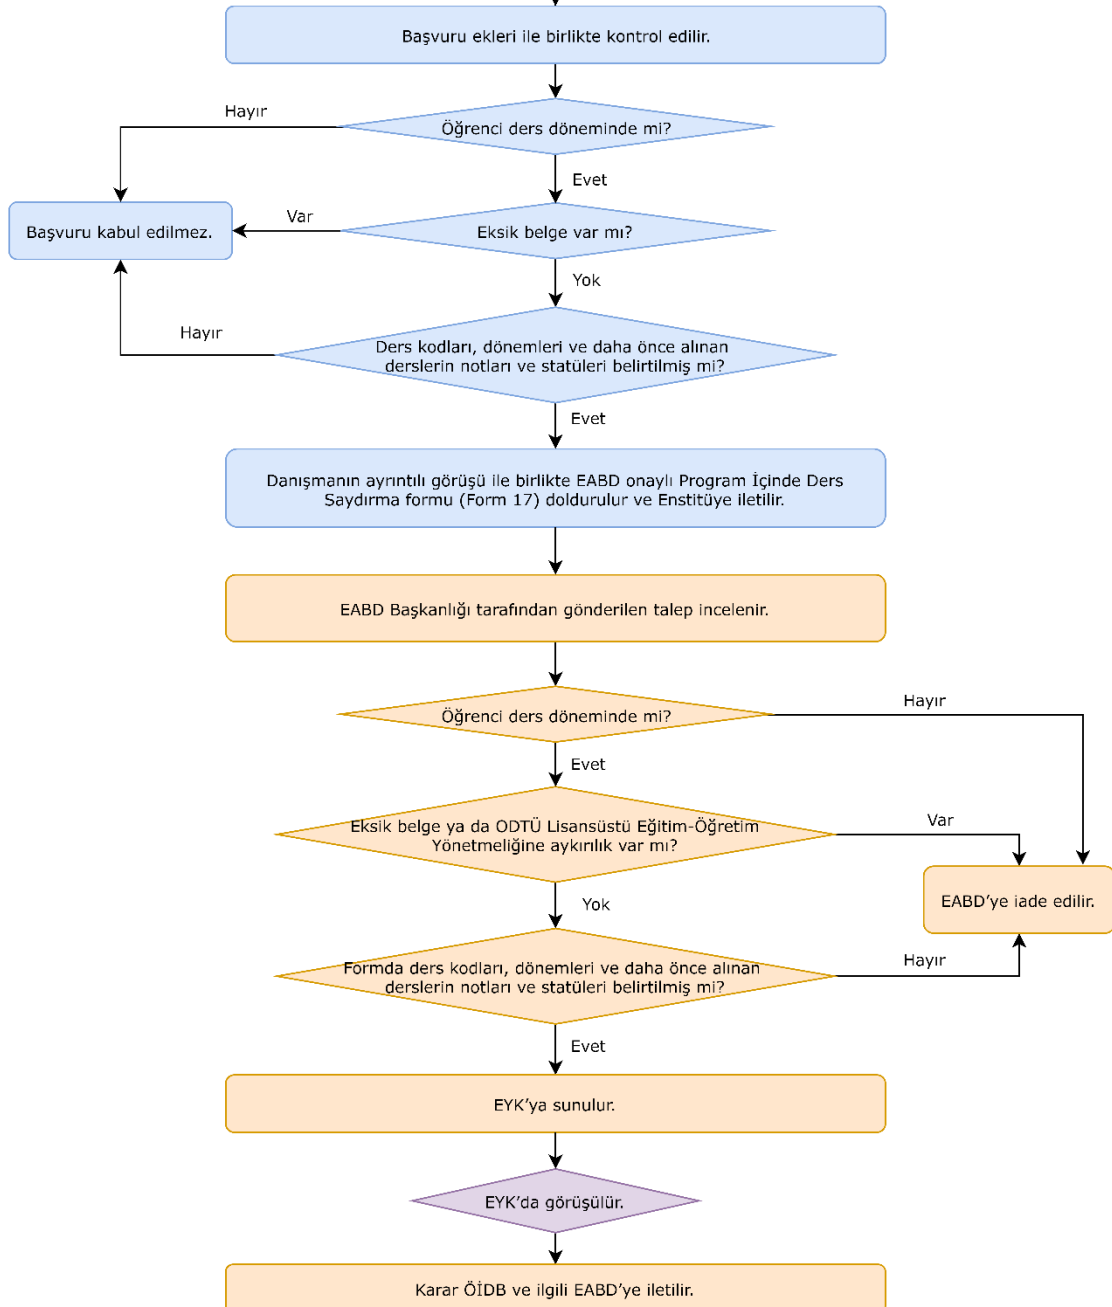 Başvuru ekleri ile birlikte kontrol edilir.
Hayır
Öğrenci ders döneminde mi?
Evet
Başvuru kabul edilmez.
Var
Eksik belge var mı?
Yok
Hayır
Ders kodları, dönemleri ve daha önce alınan
derslerin notları ve statüleri belirtilmiş mi?
Evet
Danışmanın ayrıntılı görüşü ile birlikte EABD onaylı Program İçinde Ders
Saydırma formu (Form 17) doldurulur ve Enstitüye iletilir.
EABD Başkanlığı tarafından gönderilen talep incelenir.
Öğrenci ders döneminde mi?
Hayır
Evet
Eksik belge ya da ODTÜ Lisansüstü Eğitim-Öğretim
Yönetmeliğine aykırılık var mı?
Var
EABD’ye iade edilir.
Yok
Formda ders kodları, dönemleri ve daha önce alınan
derslerin notları ve statüleri belirtilmiş mi?
Hayır
Evet
EYK’ya sunulur.
EYK’da görüşülür.
Karar ÖİDB ve ilgili EABD’ye iletilir.